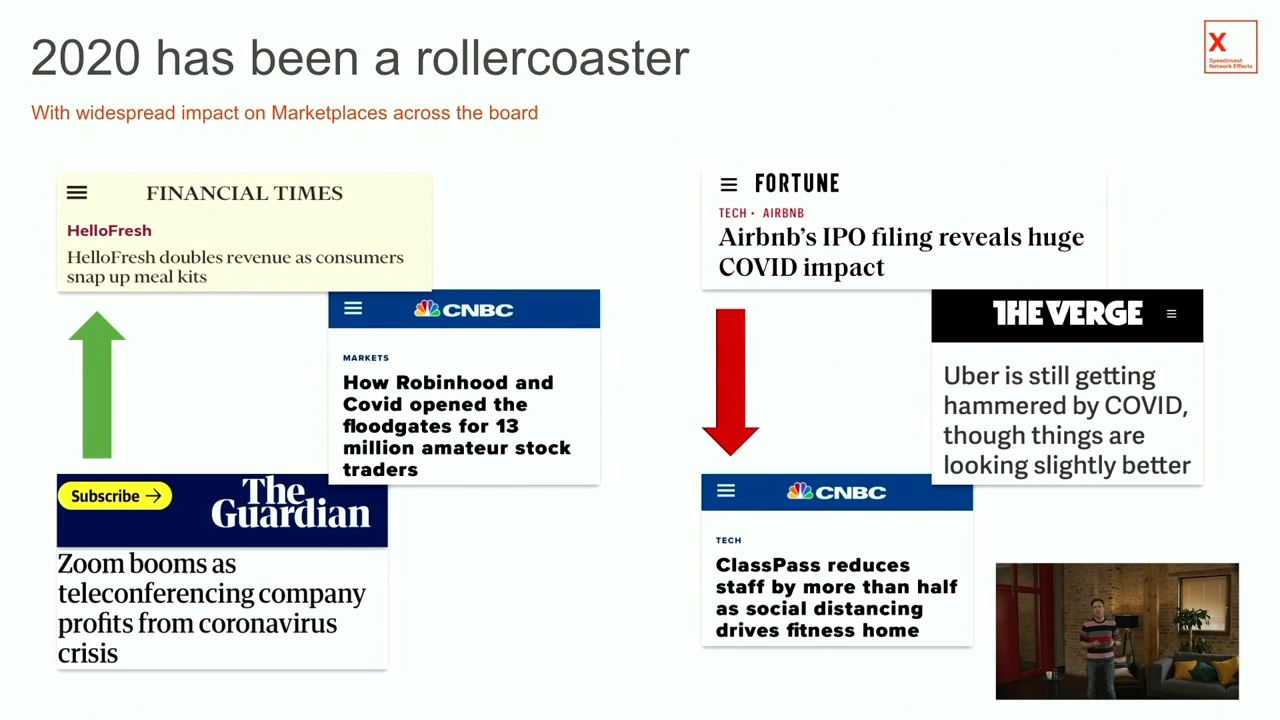 2020 has been a rollercoaster
X
Speedinvest
Network Effects
With widespread impact on Marketplaces across the board
FINANCIAL TIMES
HelloFresh
HelloFresh doubles revenue as consumers
snap up meal kits
CNBC
MARKETS
How Robinhood and
Covid opened the
floodgates for 13
million amateur stock
traders
Subscribe →
The
Guardian
Zoom booms as
teleconferencing company
profits from coronavirus
crisis
FORTUNE
TECH • AIRBNB
Airbnb's IPO filing reveals huge
COVID impact
THE VERGE
Uber is still getting
hammered by COVID,
though things are
looking slightly better
CNBC
TECH
ClassPass reduces
staff by more than half
as social distancing
drives fitness home